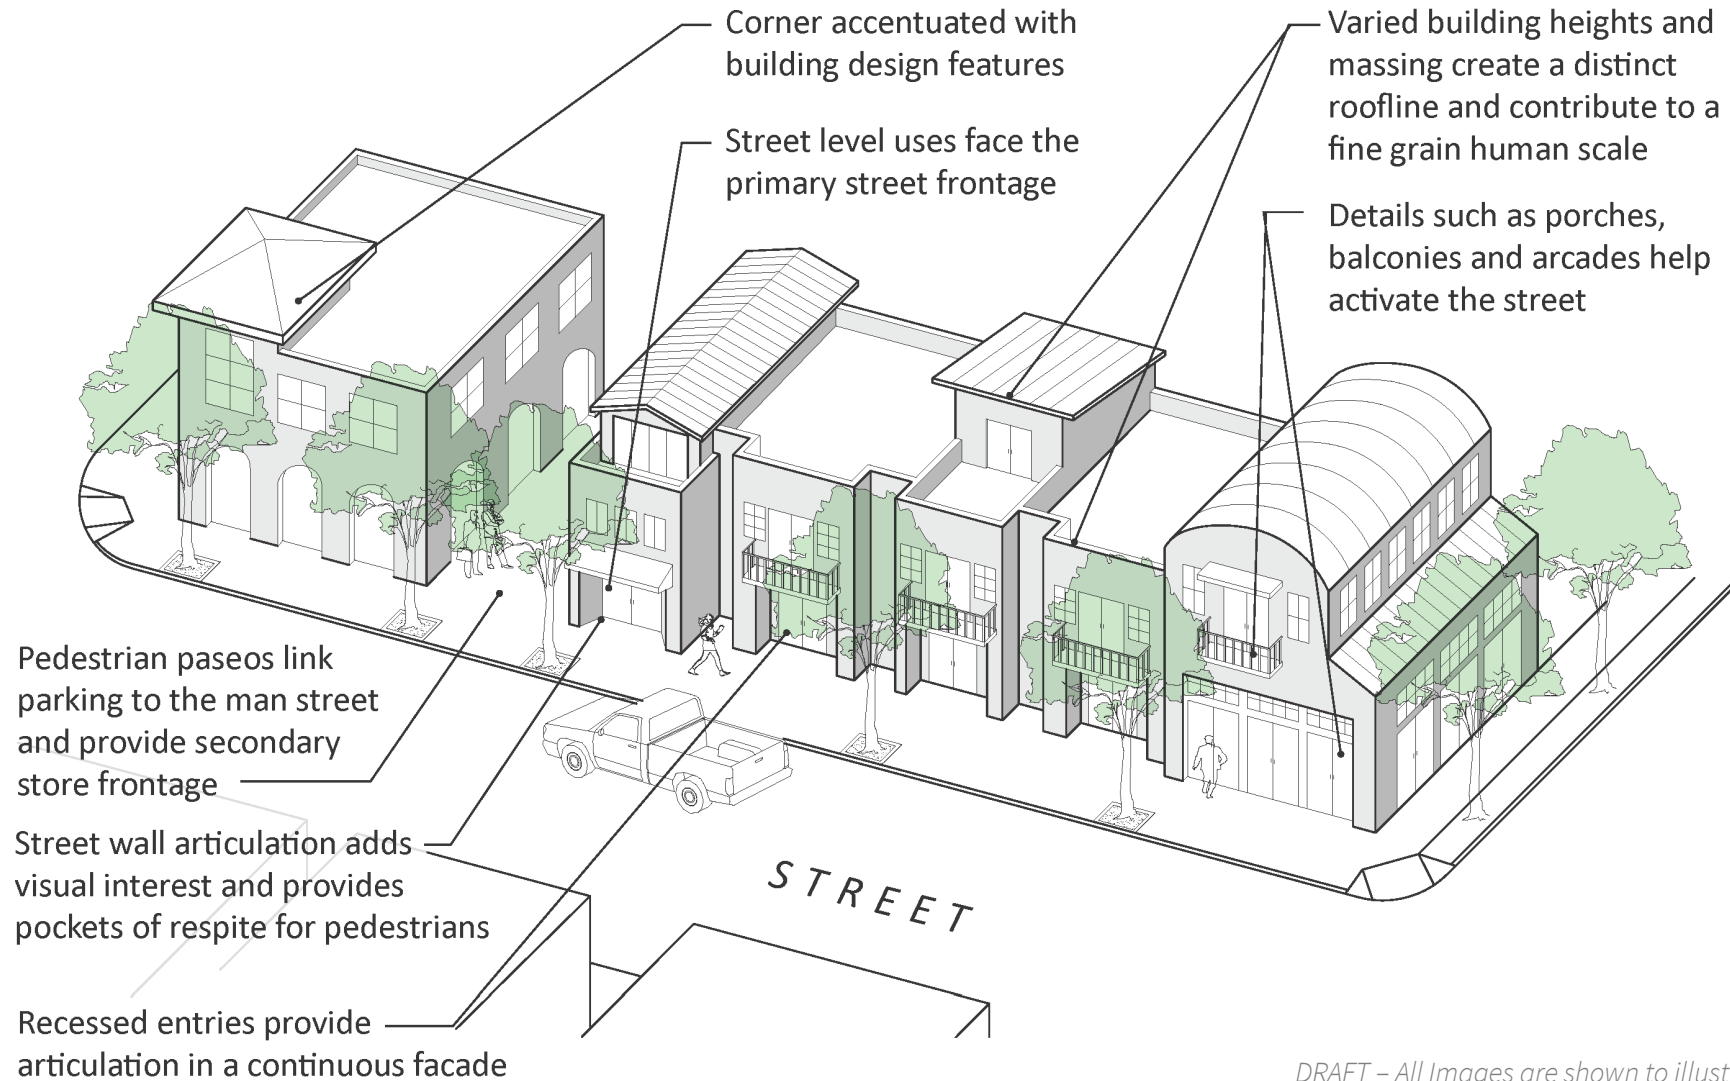 Corner accentuated with
building design features
Street level uses face the
primary street frontage
Varied building heights and
massing create a distinct
roofline and contribute to a
fine grain human scale
Details such as porches,
balconies and arcades help
activate the street
Pedestrian paseos link
parking to the man street
and provide secondary
store frontage
Street wall articulation adds
visual interest and provides
pockets of respite for pedestrians
Recessed entries provide
articulation in a continuous facade
STREET
DRAFT – All Images are shown to illust